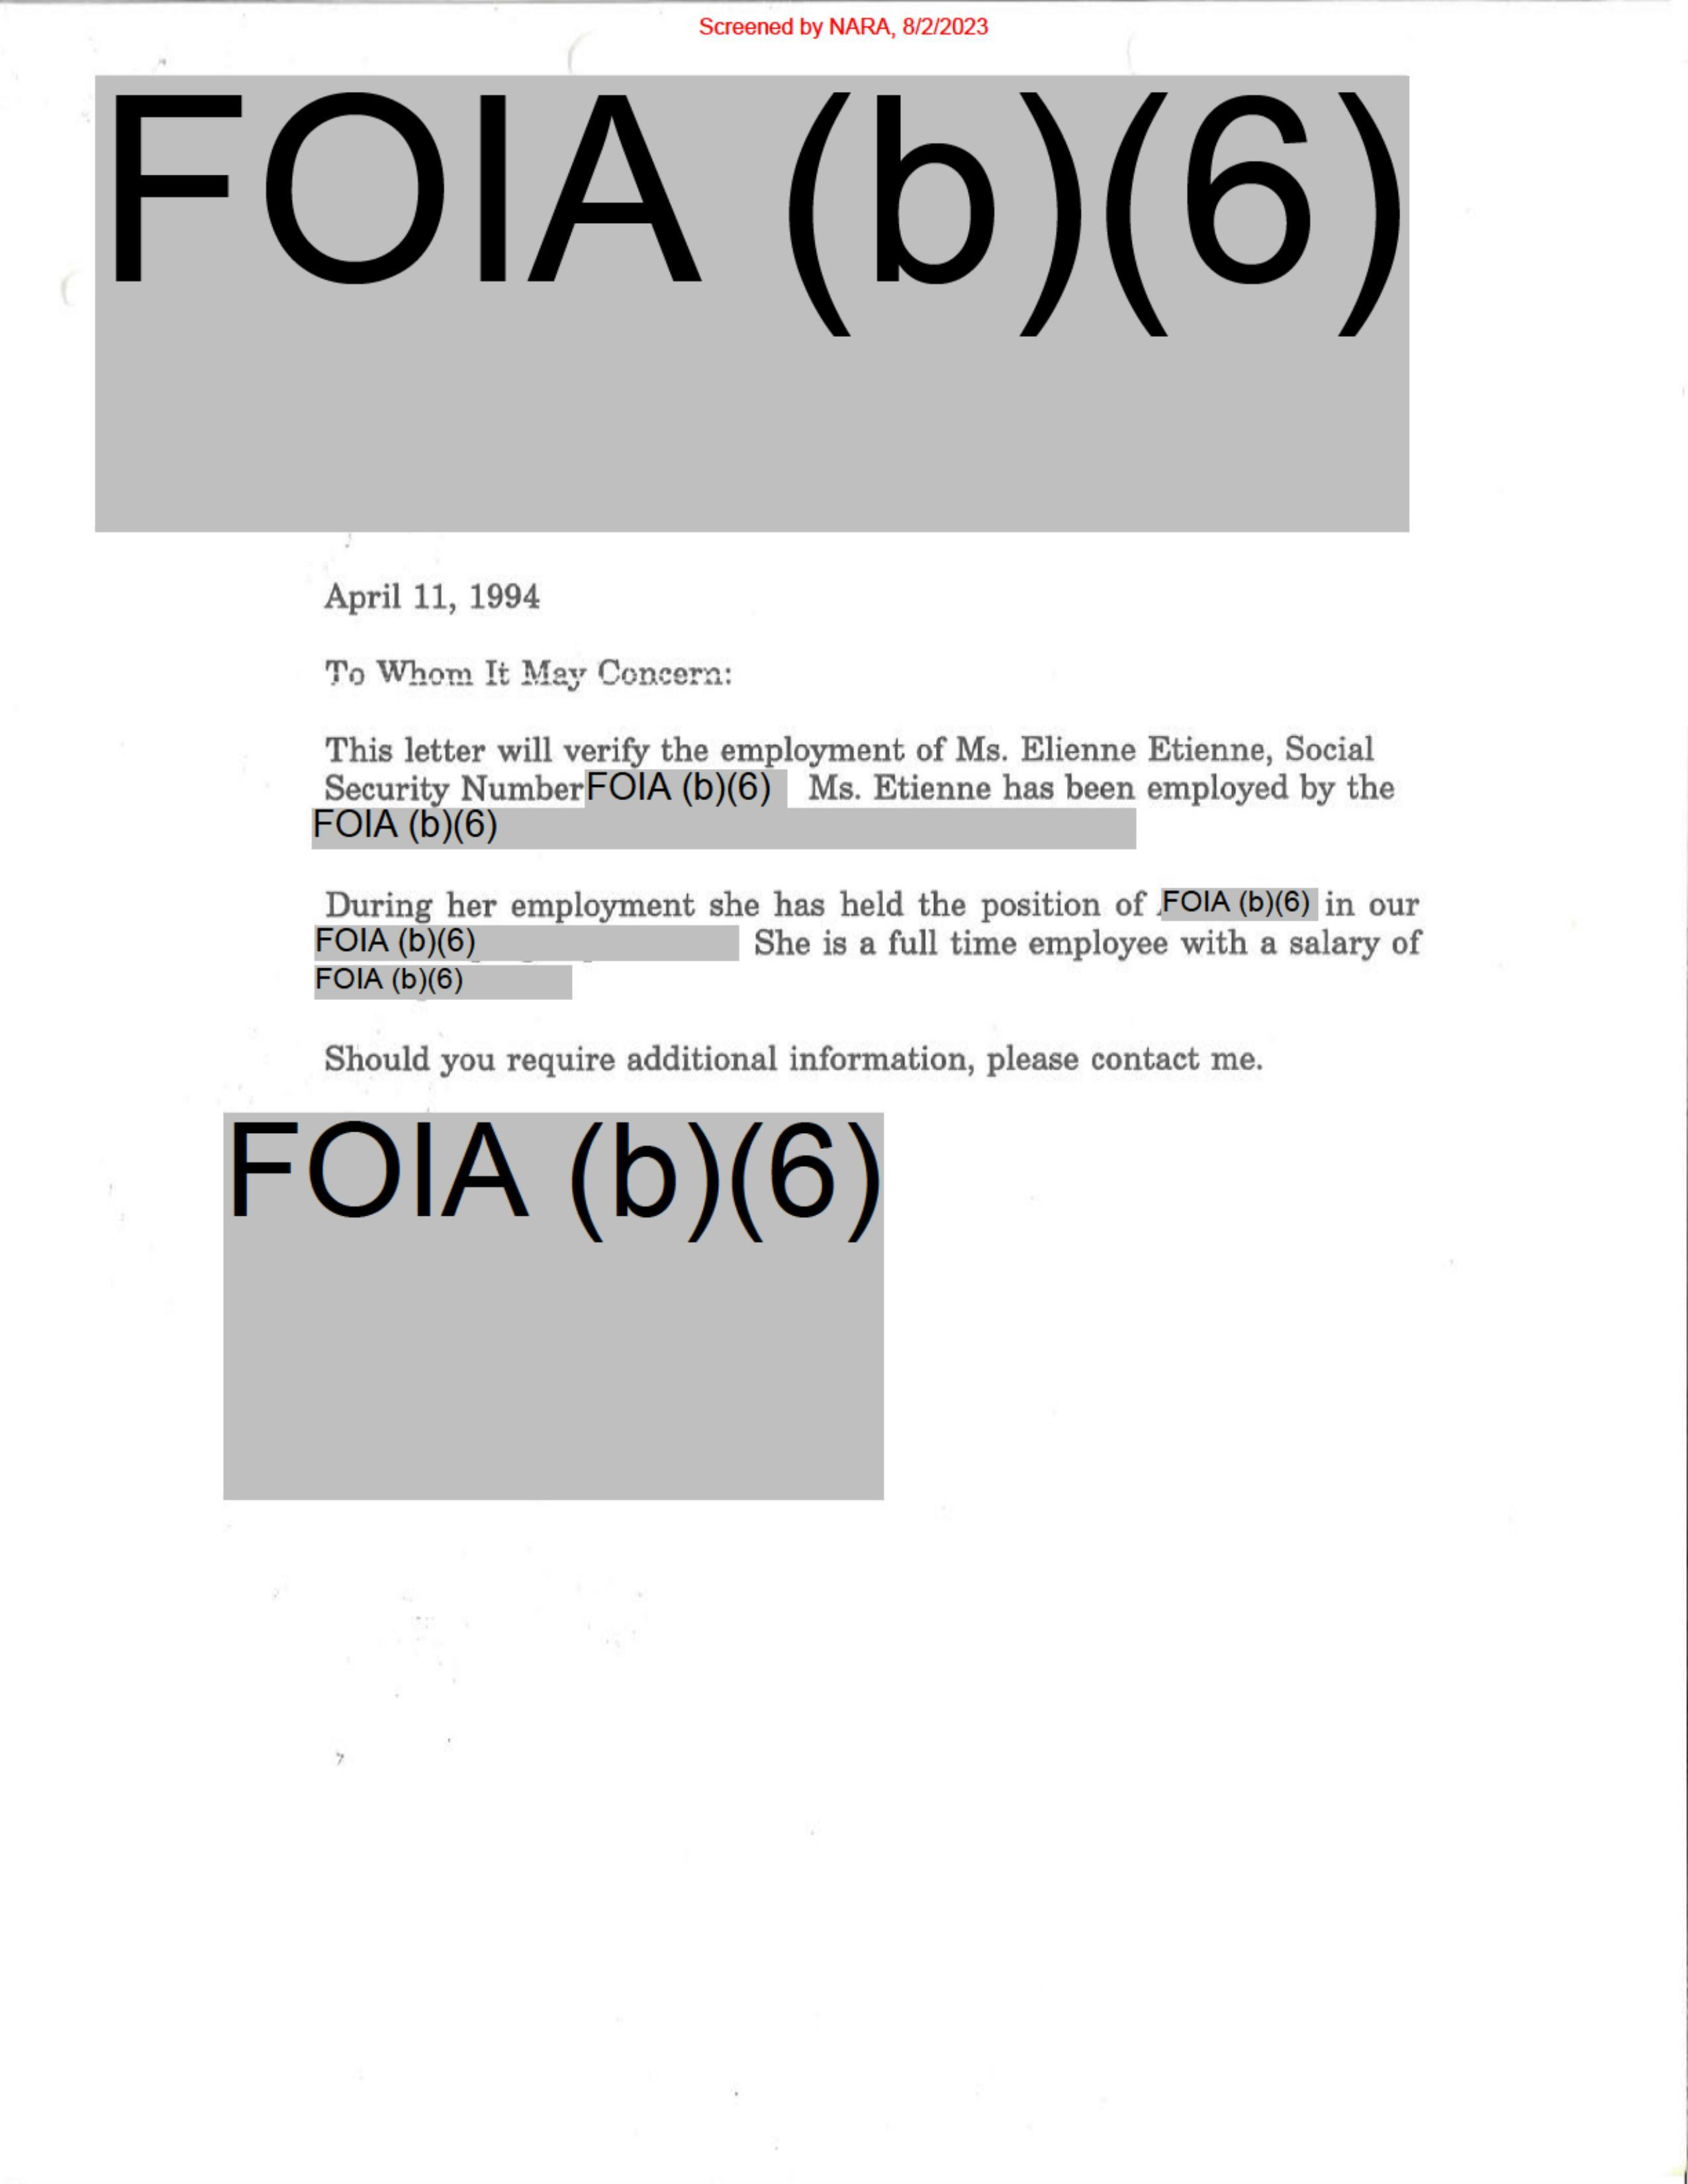 Screened by NARA, 8/2/2023
FOIA (b)(6)
April 11, 1994
To Whom It May Concern:
This letter will verify the employment of Ms. Elienne Etienne, Social
Security Number FOIA (b)(6) Ms. Etienne has been employed by the
FOIA (b)(6)
During her employment she has held the position of FOIA (b)(6) in our
FOIA (b)(6) She is a full time employee with a salary of
FOIA (b)(6)
Should you require additional information, please contact me.
FOIA (b)(6)